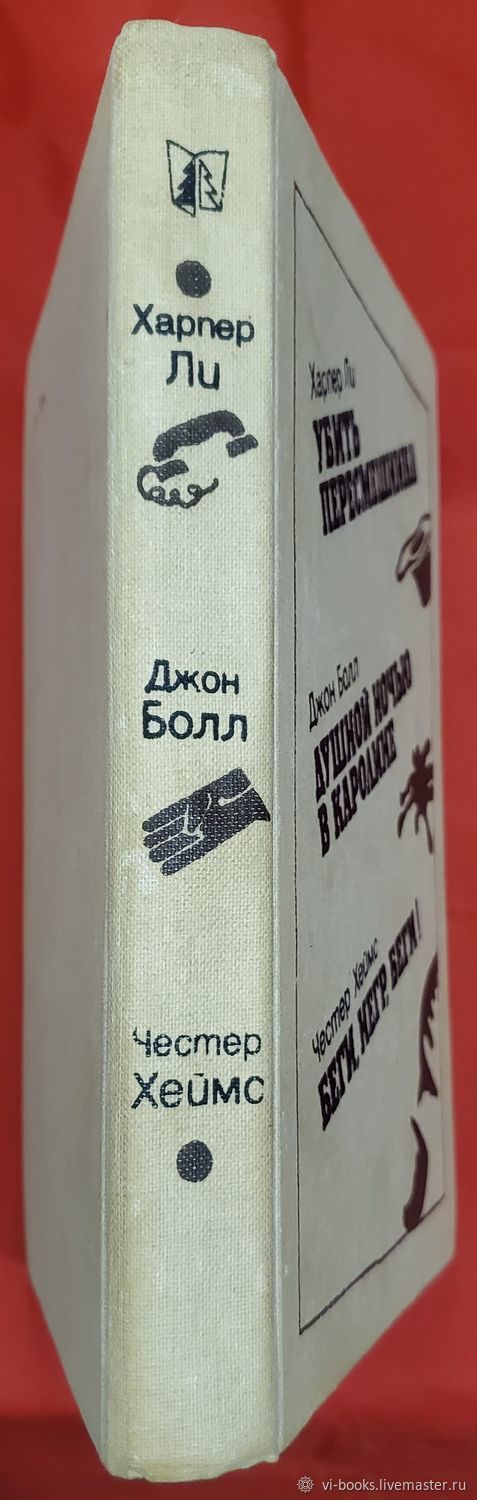 Харпер
Ли
Джон
Болл
Честер
Хеймс
Харпер Ли
УБИТЬ
ПЕРЕСМЕШНИКА
Джон Болл
ДУШНОЙ НОЧЬЮ
В КАРОЛИНЕ
Честер Хеймс
БЕГИ, НЕГР, БЕГИ!
vi-books.livemaster.ru